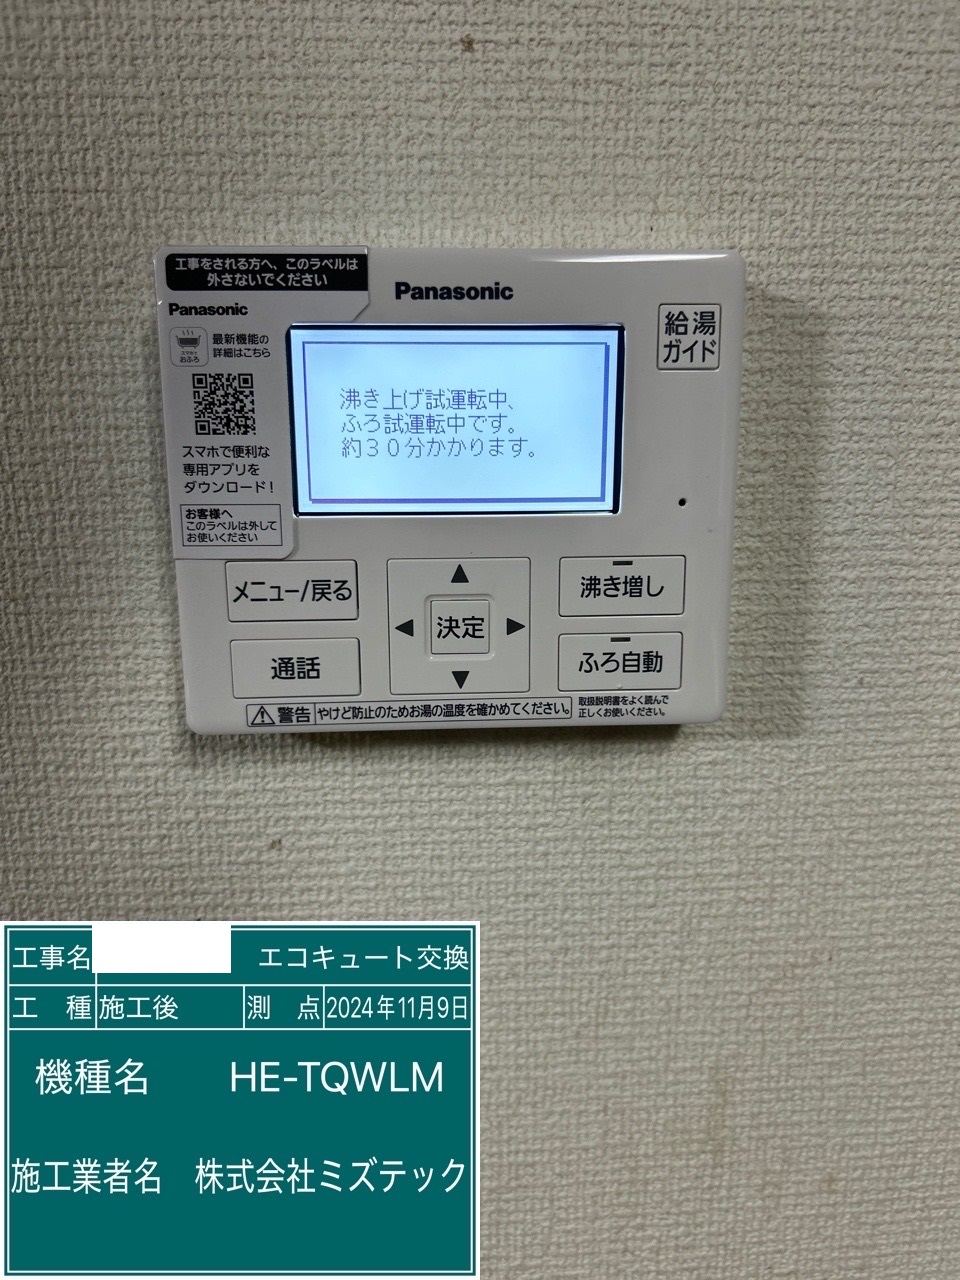 工事をされる方へ、このラベルは
外さないでください
Panasonic
スマホで
おふろ
最新機能の
詳細はこちら
スマホで便利な
専用アプリを
ダウンロード!
お客様へ
このラベルは外して
お使いください
Panasonic
給湯
ガイド
沸き上げ試運転中、
ふろ試運転中です。
約30分かかります。
メニュー/戻る
決定
沸き増し
通話
ふろ自動
警告 やけど防止のためお湯の温度を確かめてください。
取扱説明書をよく読んで
正しくお使いください。
工事名 エコキュート交換
工 種 施工後 測 点 2024年11月9日
機種名 HE-TQWLM
施工業者名 株式会社ミズテック